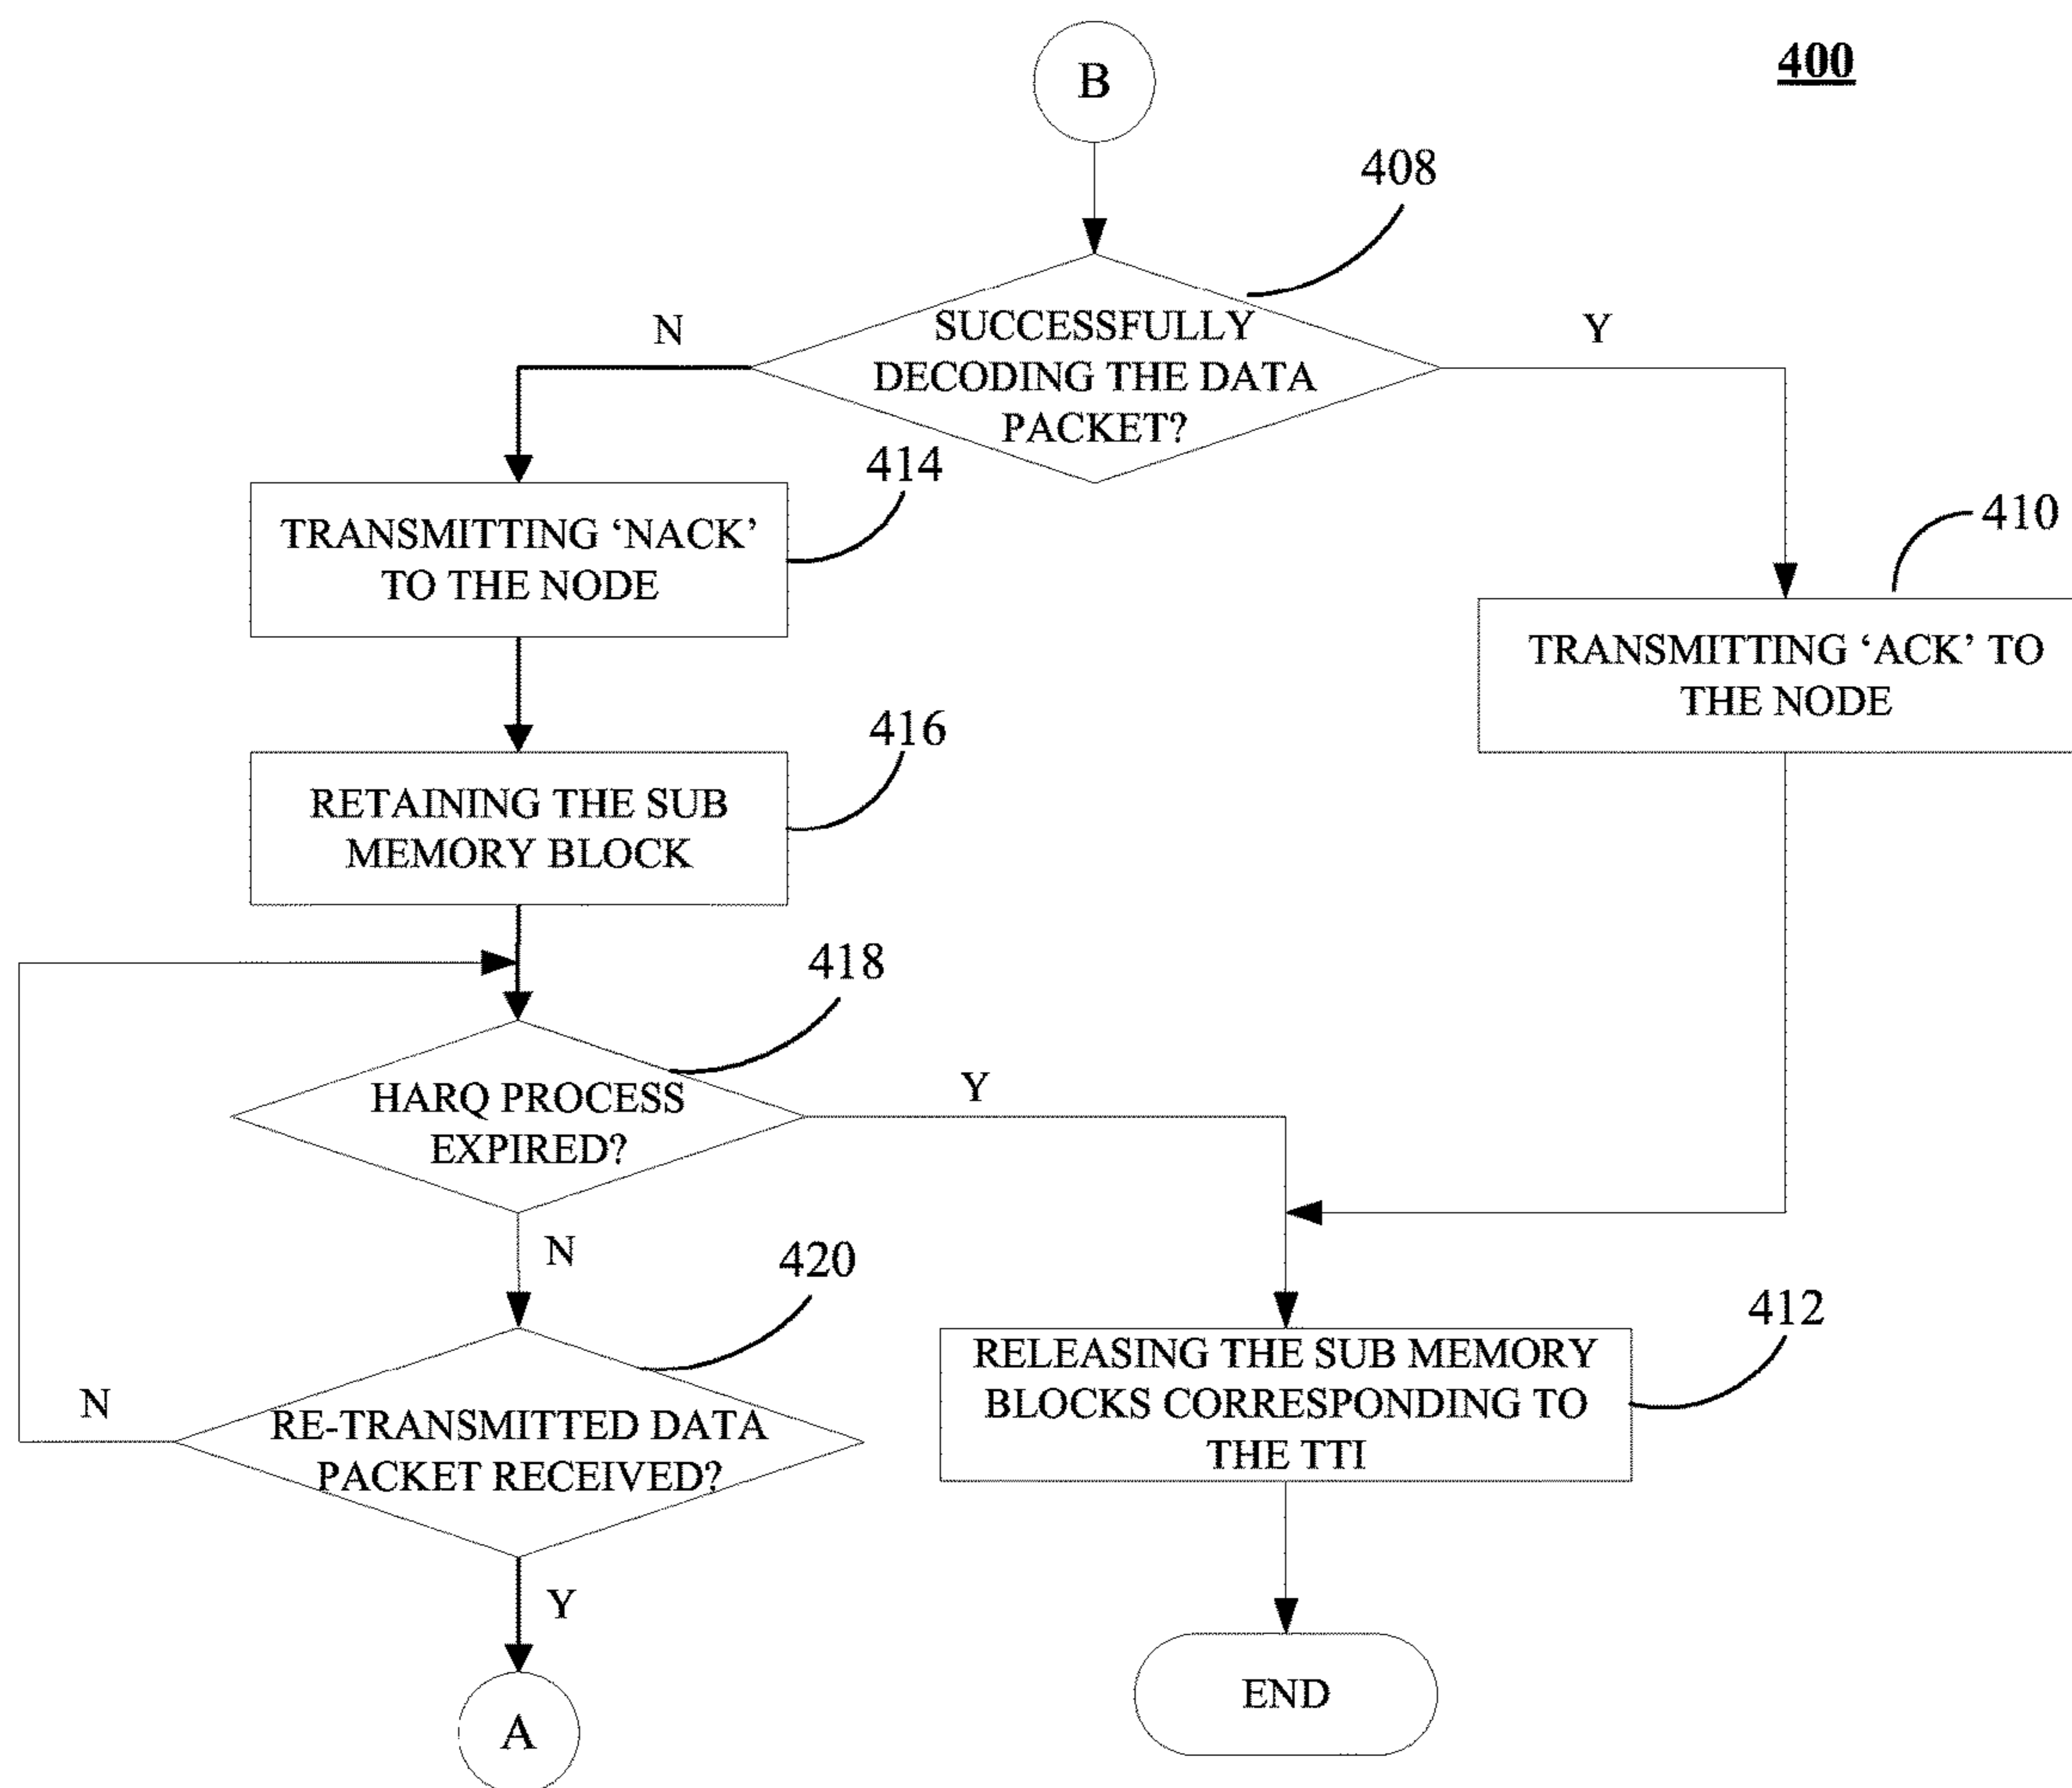 400
B
408
N
SUCCESSFULLY
DECODING THE DATA
PACKET?
Y
414
TRANSMITTING ‘NACK’
TO THE NODE
410
TRANSMITTING ‘ACK’ TO
THE NODE
416
RETAINING THE SUB
MEMORY BLOCK
418
HARQ PROCESS
EXPIRED?
Y
N
420
412
RELEASING THE SUB MEMORY
BLOCKS CORRESPONDING TO
THE TTI
N
RE-TRANSMITTED DATA
PACKET RECEIVED?
Y
A
END